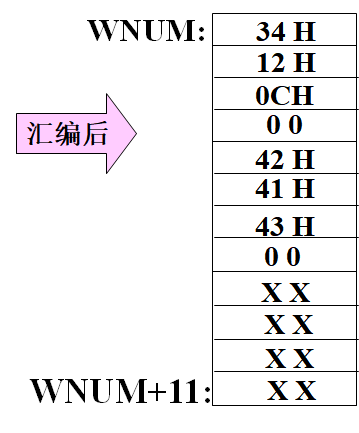 WNUM:
34 H
12 H
0CH
汇编后
0 0
42 H
41 H
43 H
0 0
X X
X X
X X
WNUM+11:
X X